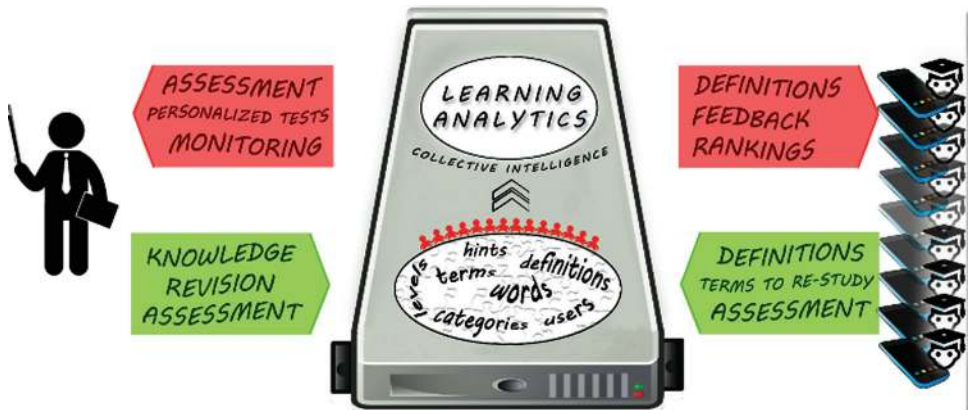 ASSESSMENT
PERSONALIZED TESTS
MONITORING
KNOWLEDGE
REVISION
ASSESSMENT
LEARNING
ANALYTICS
COLLECTIVE INTELLIGENCE
levels
hints
terms
definitions
words
categories
users
DEFINITIONS
FEEDBACK
RANKINGS
DEFINITIONS
TERMS TO RE-STUDY
ASSESSMENT